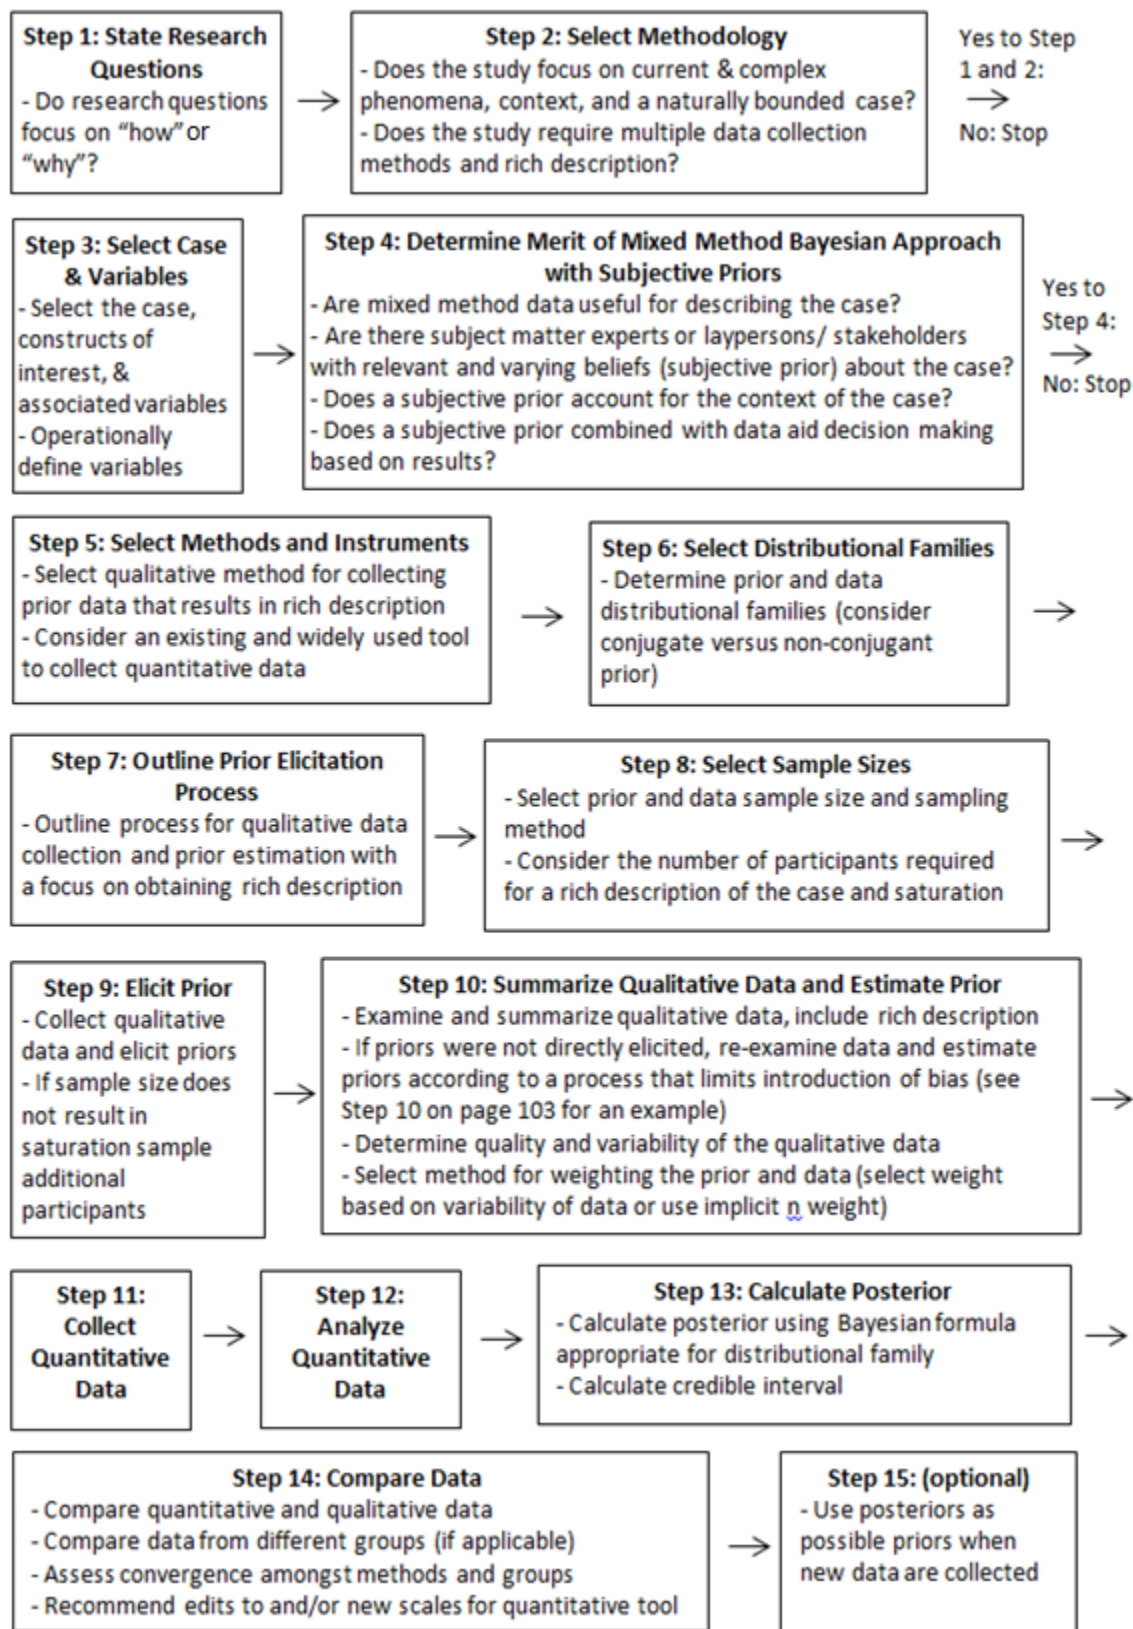 Step 1: State Research
Questions
- Do research questions
focus on “how” or
“why”?
→
Step 2: Select Methodology
- Does the study focus on current & complex
phenomena, context, and a naturally bounded case?
- Does the study require multiple data collection
methods and rich description?
Yes to Step
1 and 2:
→
No: Stop
Step 3: Select Case
& Variables
- Select the case,
constructs of
interest, &
associated variables
- Operationally
define variables
→
Step 4: Determine Merit of Mixed Method Bayesian Approach
with Subjective Priors
- Are mixed method data useful for describing the case?
- Are there subject matter experts or laypersons/ stakeholders
with relevant and varying beliefs (subjective prior) about the case?
- Does a subjective prior account for the context of the case?
- Does a subjective prior combined with data aid decision making
based on results?
Yes to
Step 4:
→
No: Stop
Step 5: Select Methods and Instruments
- Select qualitative method for collecting
prior data that results in rich description
- Consider an existing and widely used tool
to collect quantitative data
→
Step 6: Select Distributional Families
- Determine prior and data
distributional families (consider
conjugate versus non-conjugant
prior)
→
Step 7: Outline Prior Elicitation
Process
- Outline process for qualitative data
collection and prior estimation with
a focus on obtaining rich description
→
Step 8: Select Sample Sizes
- Select prior and data sample size and sampling
method
- Consider the number of participants required
for a rich description of the case and saturation
→
Step 9: Elicit Prior
- Collect qualitative
data and elicit priors
- If sample size does
not result in
saturation sample
additional
participants
→
Step 10: Summarize Qualitative Data and Estimate Prior
- Examine and summarize qualitative data, include rich description
- If priors were not directly elicited, re-examine data and estimate
priors according to a process that limits introduction of bias (see
Step 10 on page 103 for an example)
- Determine quality and variability of the qualitative data
- Select method for weighting the prior and data (select weight
based on variability of data or use implicit n weight)
→
Step 11:
Collect
Quantitative
Data
→
Step 12:
Analyze
Quantitative
Data
→
Step 13: Calculate Posterior
- Calculate posterior using Bayesian formula
appropriate for distributional family
- Calculate credible interval
→
Step 14: Compare Data
- Compare quantitative and qualitative data
- Compare data from different groups (if applicable)
- Assess convergence amongst methods and groups
- Recommend edits to and/or new scales for quantitative tool
→
Step 15: (optional)
- Use posteriors as
possible priors when
new data are collected